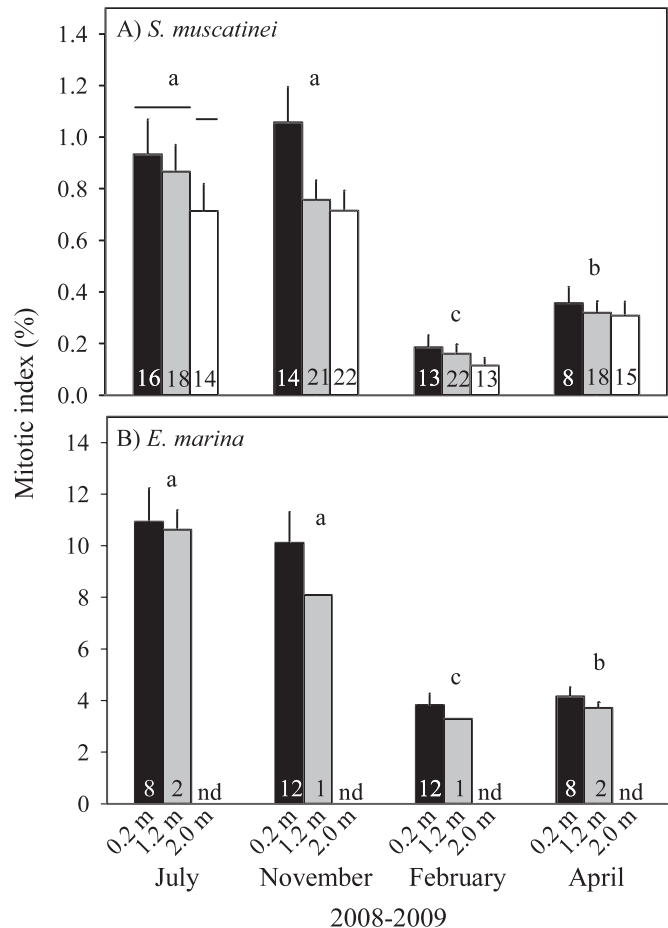 A) S. muscatinei
1.4
1.2
1.0
0.8
0.6
0.4
0.2
0.0
a
a
c
b
16 18 14
14 21 22
13 22 13
8 18 15
Mitotic index (%)
B) E. marina
14
12
10
8
6
4
2
0
a
a
c
b
8 2 nd
12 1 nd
12 1 nd
8 2 nd
0.2 m 1.2 m 2.0 m
0.2 m 1.2 m 2.0 m
0.2 m 1.2 m 2.0 m
0.2 m 1.2 m 2.0 m
July November February April
2008-2009